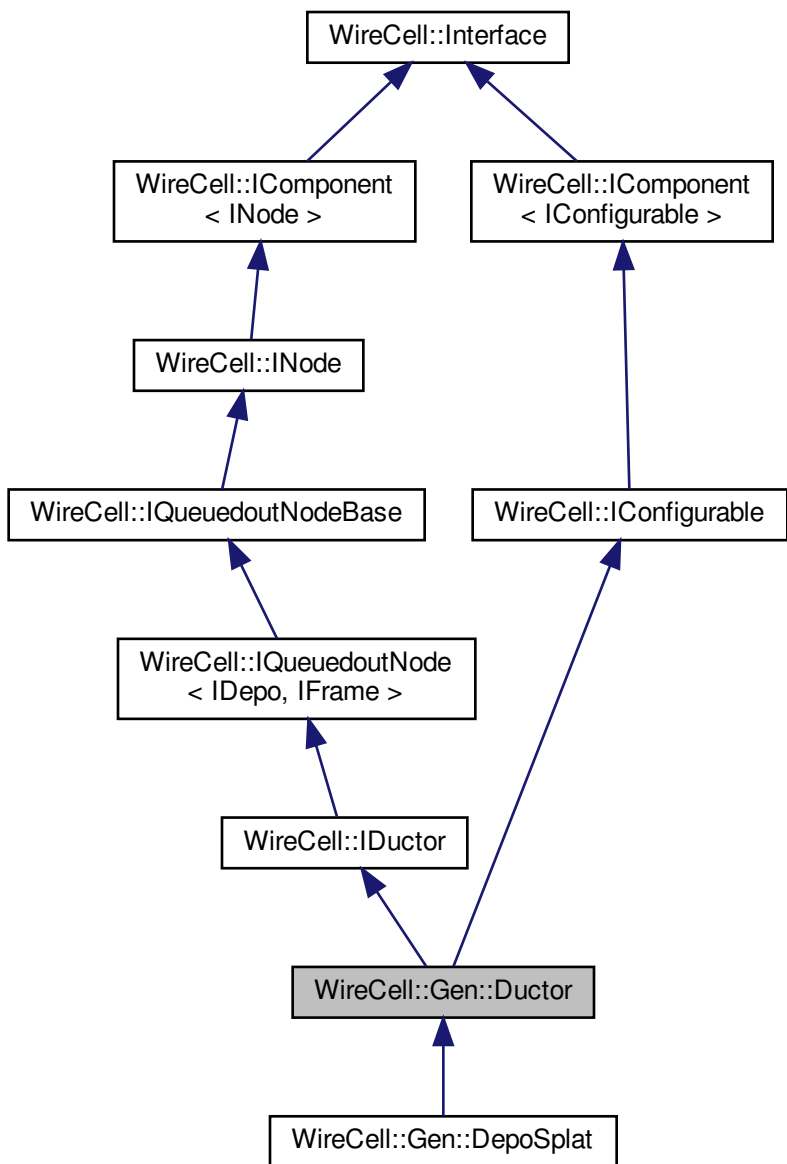 WireCell::Interface
WireCell::IComponent
< INode >
WireCell::IComponent
< IConfigurable >
WireCell::INode
WireCell::IQueuedoutNodeBase
WireCell::IConfigurable
WireCell::IQueuedoutNode
< IDepo, IFrame >
WireCell::IDuctor
WireCell::Gen::Ductor
WireCell::Gen::DepoSplat